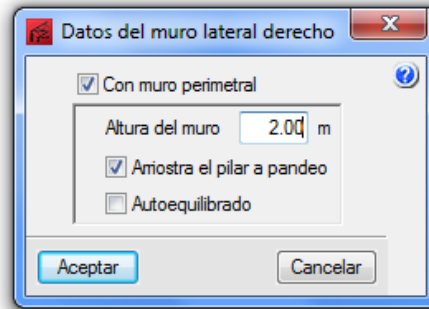 Datos del muro lateral derecho
Con muro perimetral
Altura del muro 2.00 m
Arriostra el pilar a pandeo
Autoequilibrado
Aceptar Cancelar